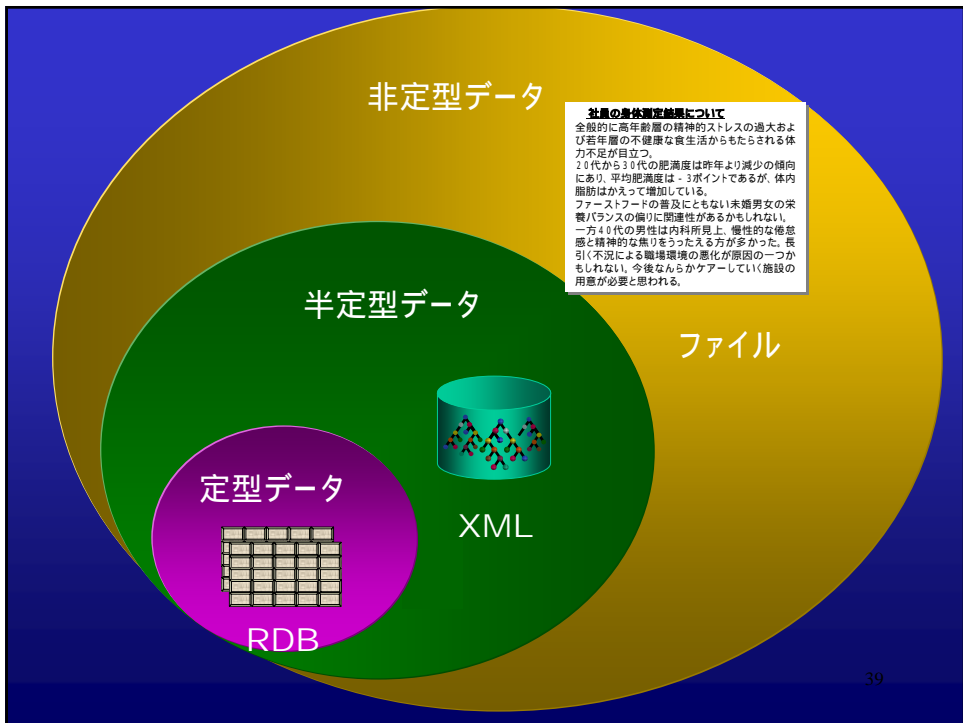 非定型データ
社員の身体測定結果について
全般的に高年齢層の精神的ストレスの過大およ
び若年層の不健康な食生活からもたらされる体
力不足が目立つ。
20代から30代の肥満度は昨年より減少の傾向
にあり、平均肥満度は - 3ポイントであるが、体内
脂肪はかえって増加している。
ファーストフードの普及にともない未婚男女の栄
養バランスの偏りに関連性があるかもしれない。
一方40代の男性は内科所見上、慢性的な倦怠
感と精神的な焦りをうったえる方が多かった。長
引く不況による職場環境の悪化が原因の一つか
もしれない。今後なんらかケアーしていく施設の
用意が必要と思われる。
半定型データ
ファイル
定型データ
XML
RDB
39